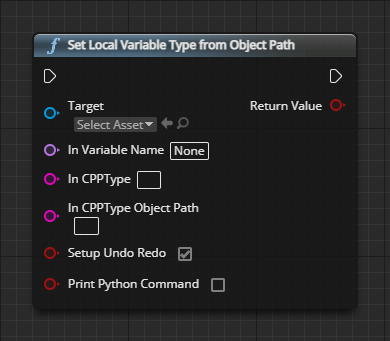 f Set Local Variable Type from Object Path
Target Return Value
Select Asset
In Variable Name None
In CPPType
In CPPType Object Path
Setup Undo Redo
Print Python Command